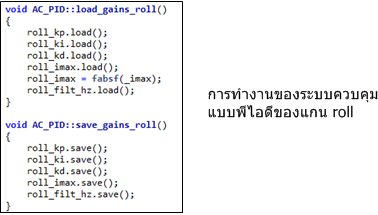 void AC_PID::load_gains_roll()
{
    roll_kp.load();
    roll_ki.load();
    roll_kd.load();
    roll_imax.load();
    roll_imax = fabsf(_imax);
    roll_filt_hz.load();
}
void AC_PID::save_gains_roll()
{
    roll_kp.save();
    roll_ki.save();
    roll_kd.save();
    roll_imax.save();
    roll_filt_hz.save();
}
การทำงานของระบบควบคุม
แบบพีไอดีของแกน roll